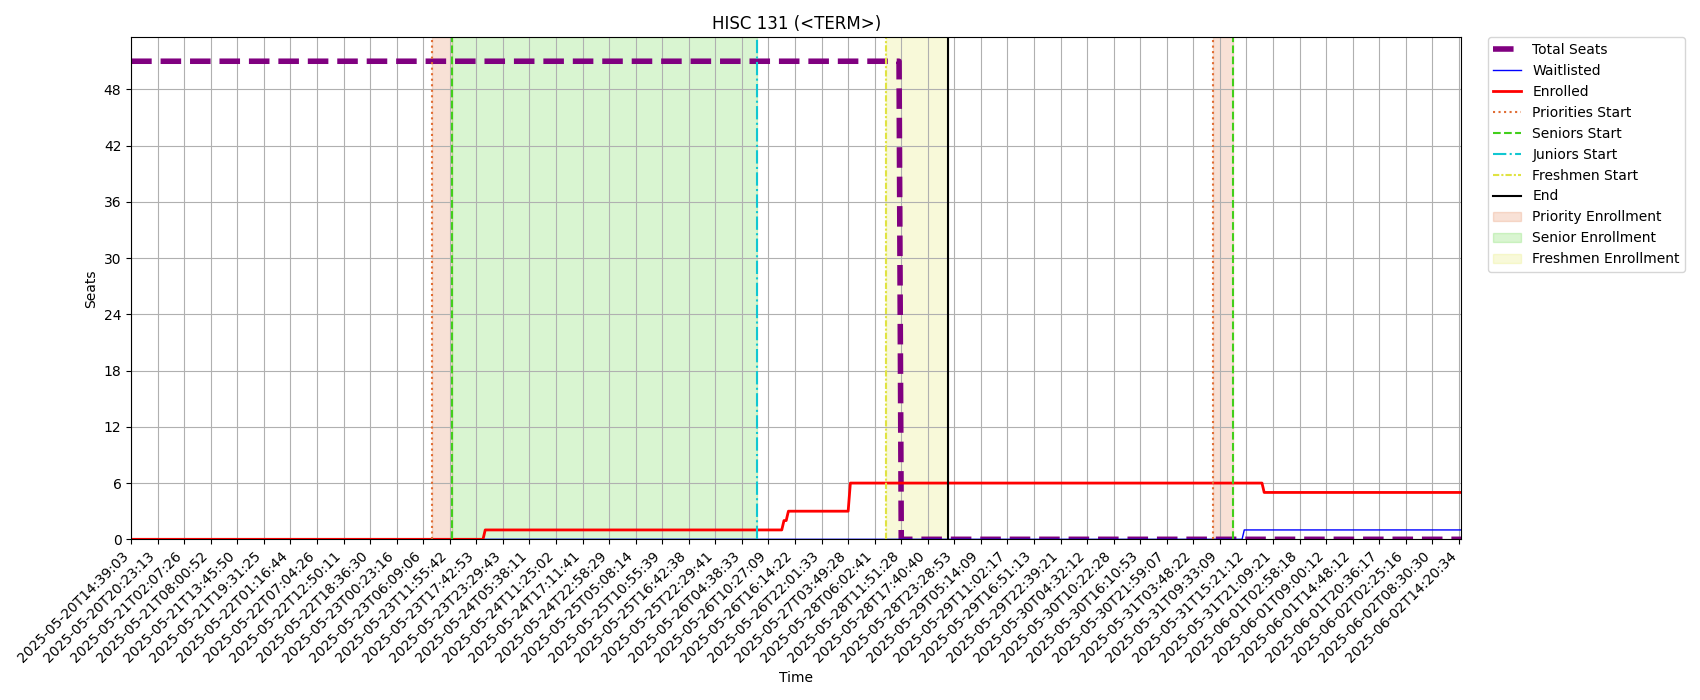 HISC 131 (<TERM>)
Total Seats
Waitlisted
Enrolled
Priorities Start
Seniors Start
Juniors Start
Freshmen Start
End
Priority Enrollment
Senior Enrollment
Freshmen Enrollment
Seats
48
42
36
30
24
18
12
6
0
2025-05-20T14:39:03
2025-05-20T20:23:13
2025-05-21T02:07:26
2025-05-21T08:00:52
2025-05-21T13:45:50
2025-05-21T19:31:25
2025-05-22T01:16:44
2025-05-22T07:04:26
2025-05-22T12:50:11
2025-05-22T18:36:30
2025-05-23T00:23:16
2025-05-23T06:09:06
2025-05-23T11:55:42
2025-05-23T17:42:53
2025-05-23T23:29:43
2025-05-24T05:38:11
2025-05-24T11:25:02
2025-05-24T17:11:41
2025-05-24T22:58:29
2025-05-25T05:08:14
2025-05-25T10:55:39
2025-05-25T16:42:38
2025-05-25T22:29:41
2025-05-26T04:38:33
2025-05-26T10:27:09
2025-05-26T16:14:22
2025-05-26T22:01:33
2025-05-27T03:49:28
2025-05-28T06:02:41
2025-05-28T11:51:28
2025-05-28T17:40:40
2025-05-28T23:28:53
2025-05-29T05:14:09
2025-05-29T11:02:17
2025-05-29T16:51:13
2025-05-29T22:39:21
2025-05-30T04:32:12
2025-05-30T10:22:28
2025-05-30T16:10:53
2025-05-30T21:59:07
2025-05-31T03:48:22
2025-05-31T09:33:09
2025-05-31T15:21:12
2025-05-31T21:09:21
2025-06-01T02:58:18
2025-06-01T09:00:12
2025-06-01T14:48:12
2025-06-01T20:36:17
2025-06-02T02:25:16
2025-06-02T08:30:30
2025-06-02T14:20:34
Time